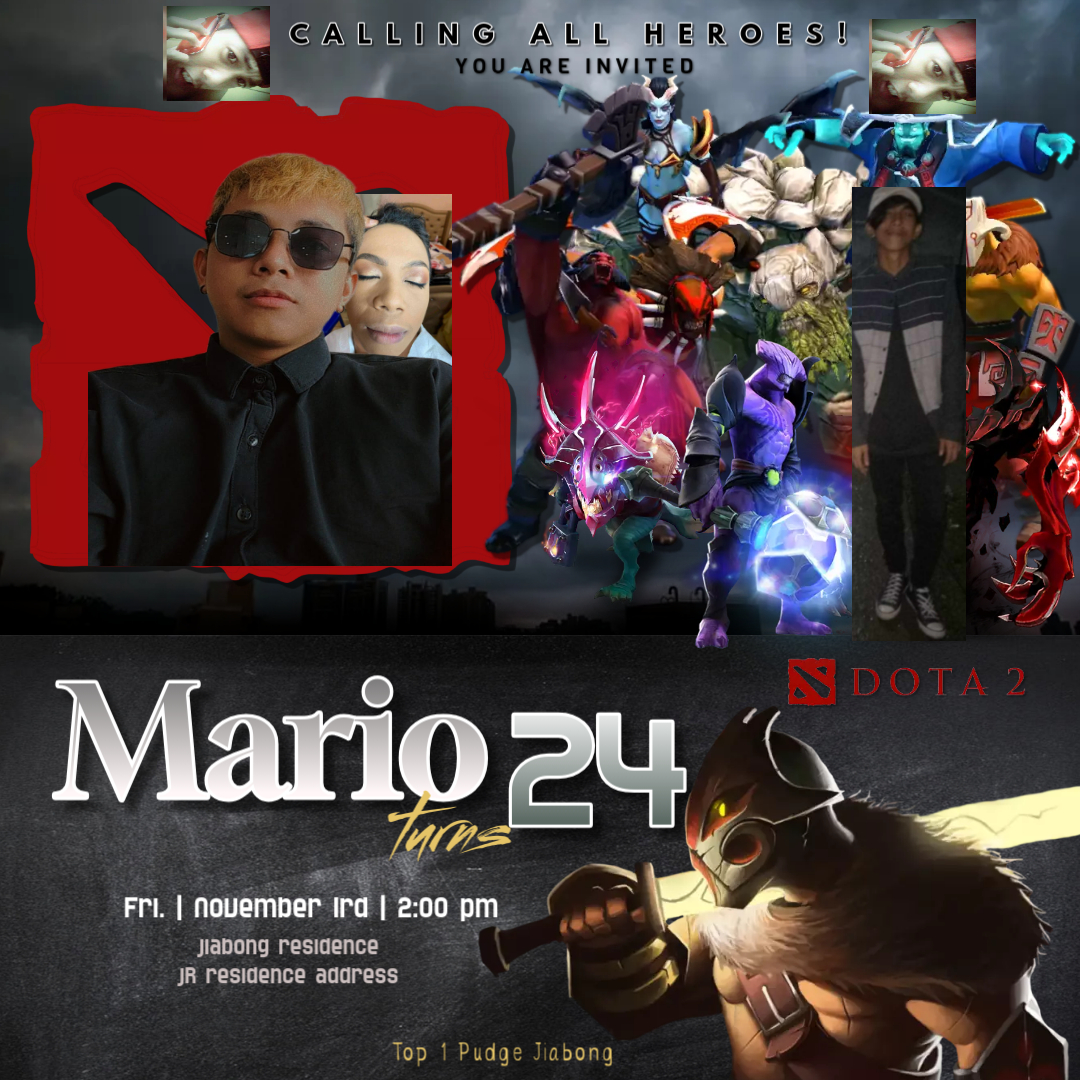 CALLING ALL HEROES!
YOU ARE INVITED
DOTA 2
Mario
turns
24
Fri. | November 1rd | 2:00 pm
Jiabong residence
JR residence address
Top 1 Pudge Jiabong